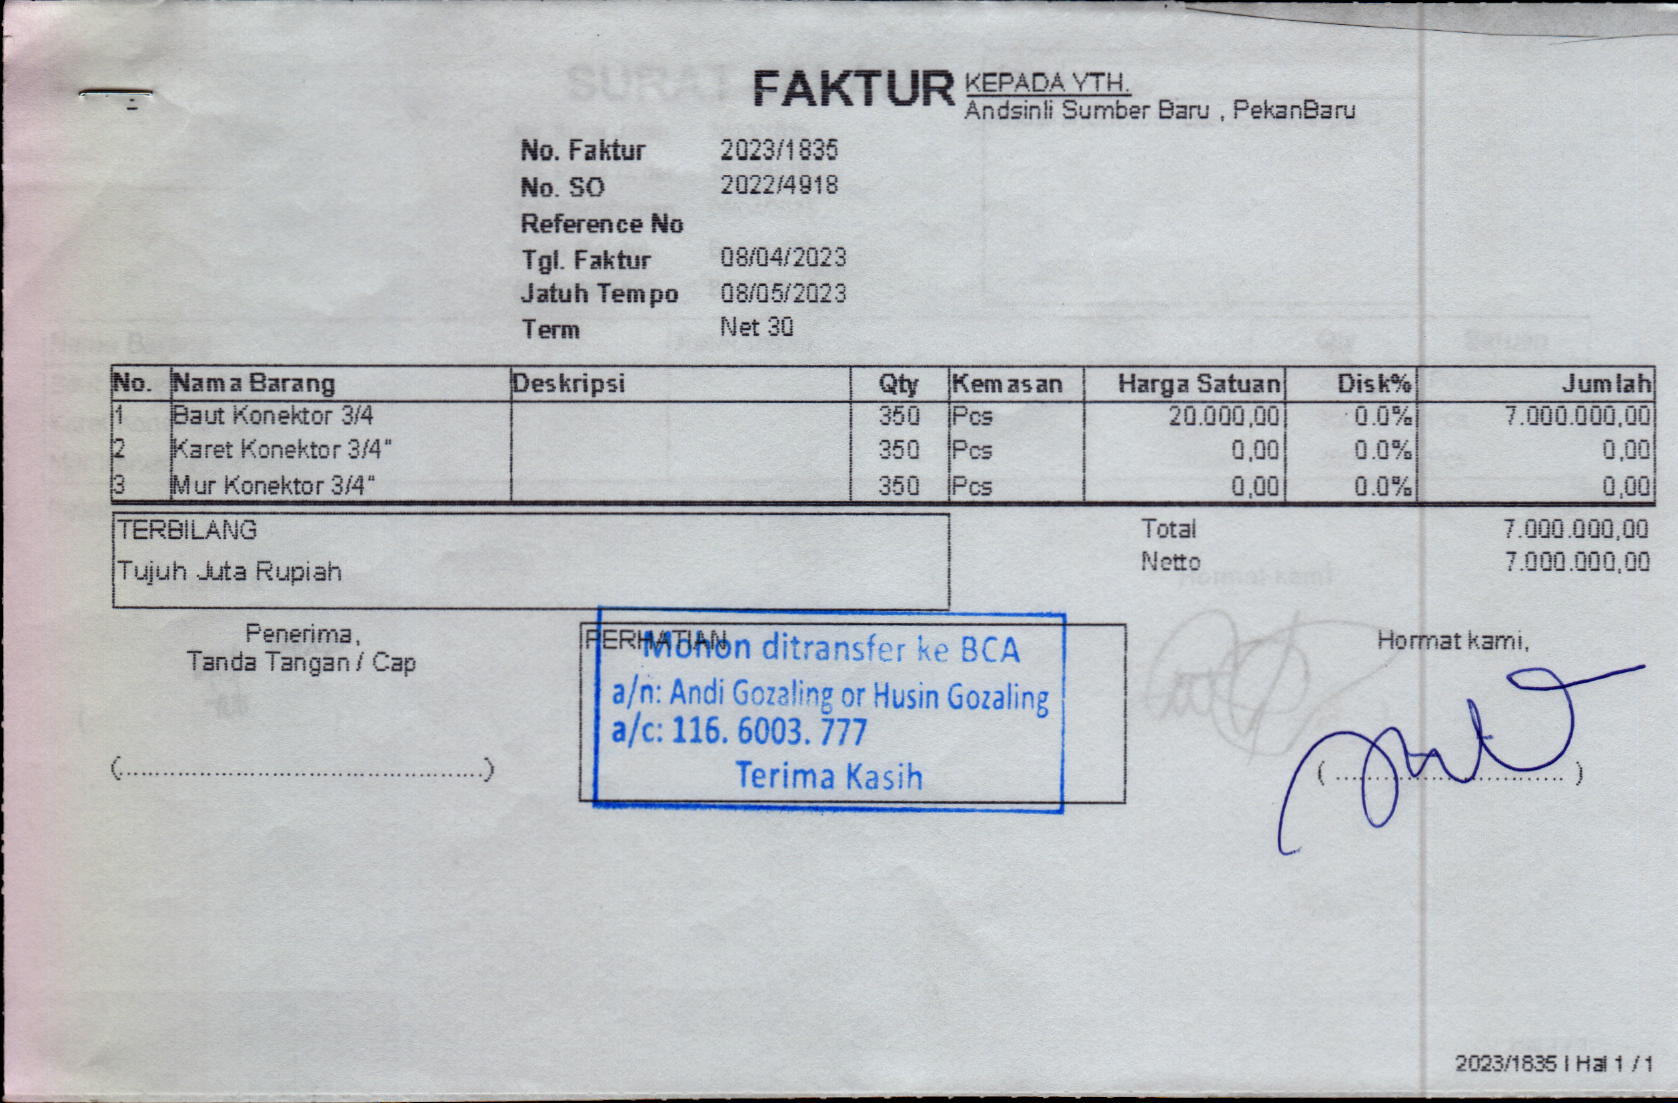 FAKTUR
KEPADA YTH.
Andsinli Sumber Baru , PekanBaru
No. Faktur 2023/1835
No. SO 2022/4918
Reference No
Tgl. Faktur 08/04/2023
Jatuh Tempo 08/05/2023
Term Net 30
No. Nama Barang Deskripsi Qty Kemasan Harga Satuan Disk% Jumlah
1 Baut Konektor 3/4 350 Pcs 20.000,00 0.0% 7.000.000,00
2 Karet Konektor 3/4" 350 Pcs 0,00 0.0% 0,00
3 Mur Konektor 3/4" 350 Pcs 0,00 0.0% 0,00
TERBILANG
Tujuh Juta Rupiah
Total 7.000.000,00
Netto 7.000.000,00
Penerima,
Tanda Tangan / Cap
(................................................)
PERHATIAN
Mohon ditransfer ke BCA
a/n: Andi Gozaling or Husin Gozaling
a/c: 116. 6003. 777
Terima Kasih
Hormat kami,
( .............................. )
2023/1835 | Hal 1 / 1